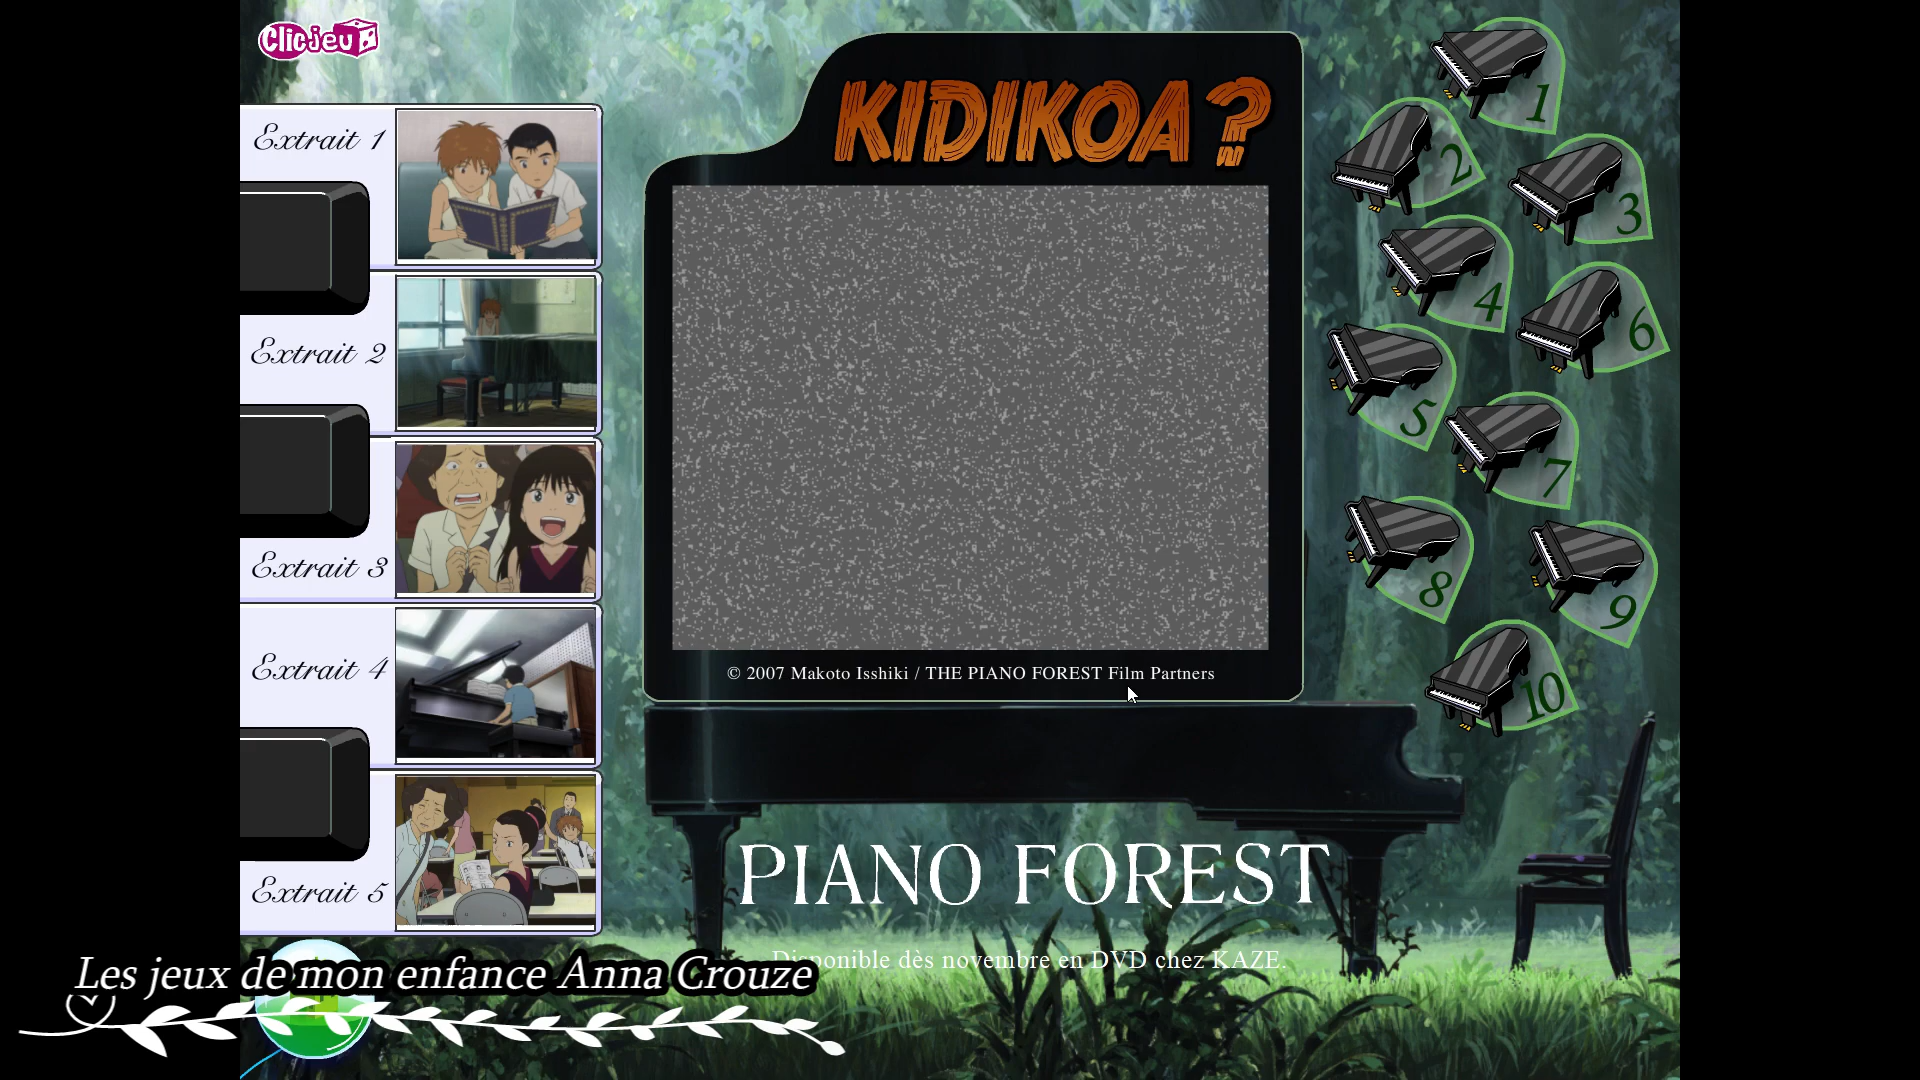 Clicjeu
KIDIKOA?
Extrait 1
Extrait 2
Extrait 3
Extrait 4
Extrait 5
1
2
3
4
6
5
7
8
9
10
© 2007 Makoto Isshiki / THE PIANO FOREST Film Partners
PIANO FOREST
Disponible dès novembre en DVD chez KAZE.
Les jeux de mon enfance Anna Crouze